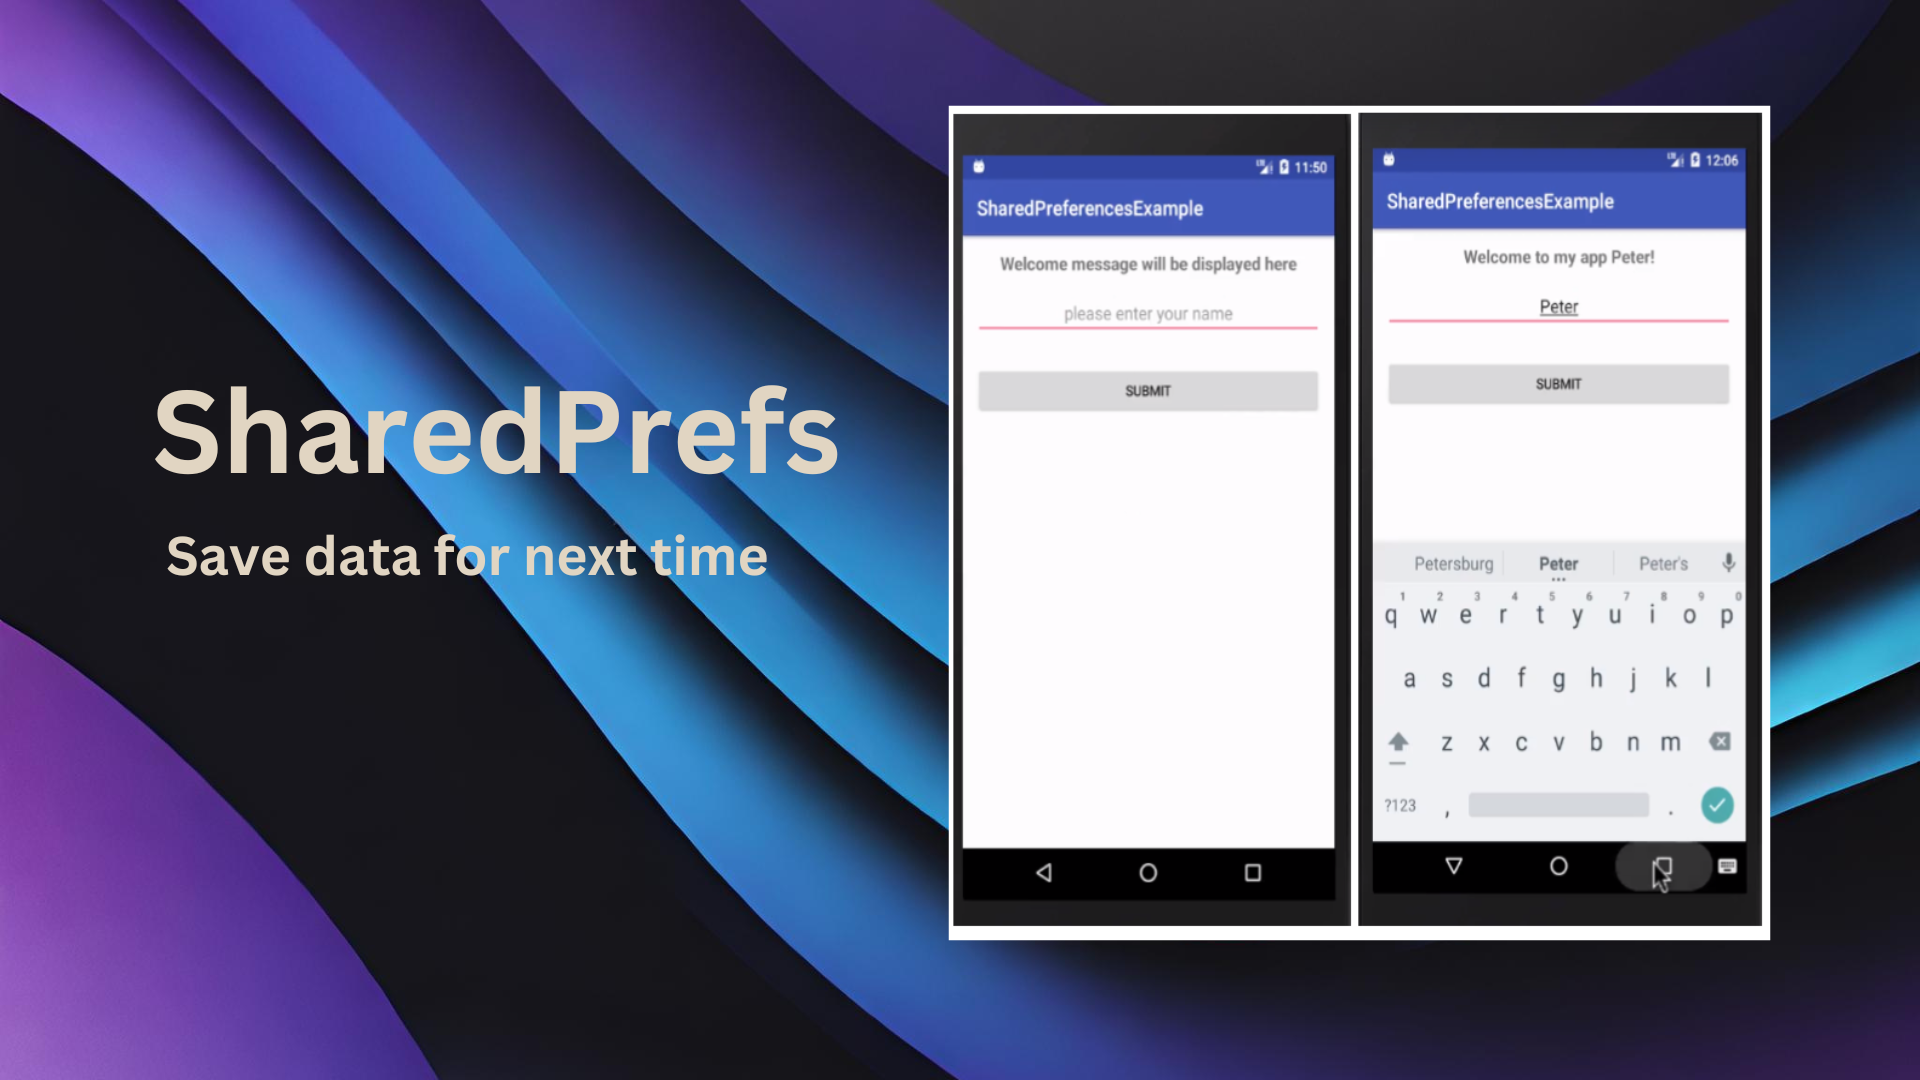 SharedPrefs
Save data for next time
11:50
SharedPreferencesExample
Welcome message will be displayed here
please enter your name
SUBMIT
12:06
SharedPreferencesExample
Welcome to my app Peter!
Peter
SUBMIT
Petersburg Peter Peter's
1 2 3 4 5 6 7 8 9 0
q w e r t y u i o p
a s d f g h j k l
z x c v b n m
?123 , .